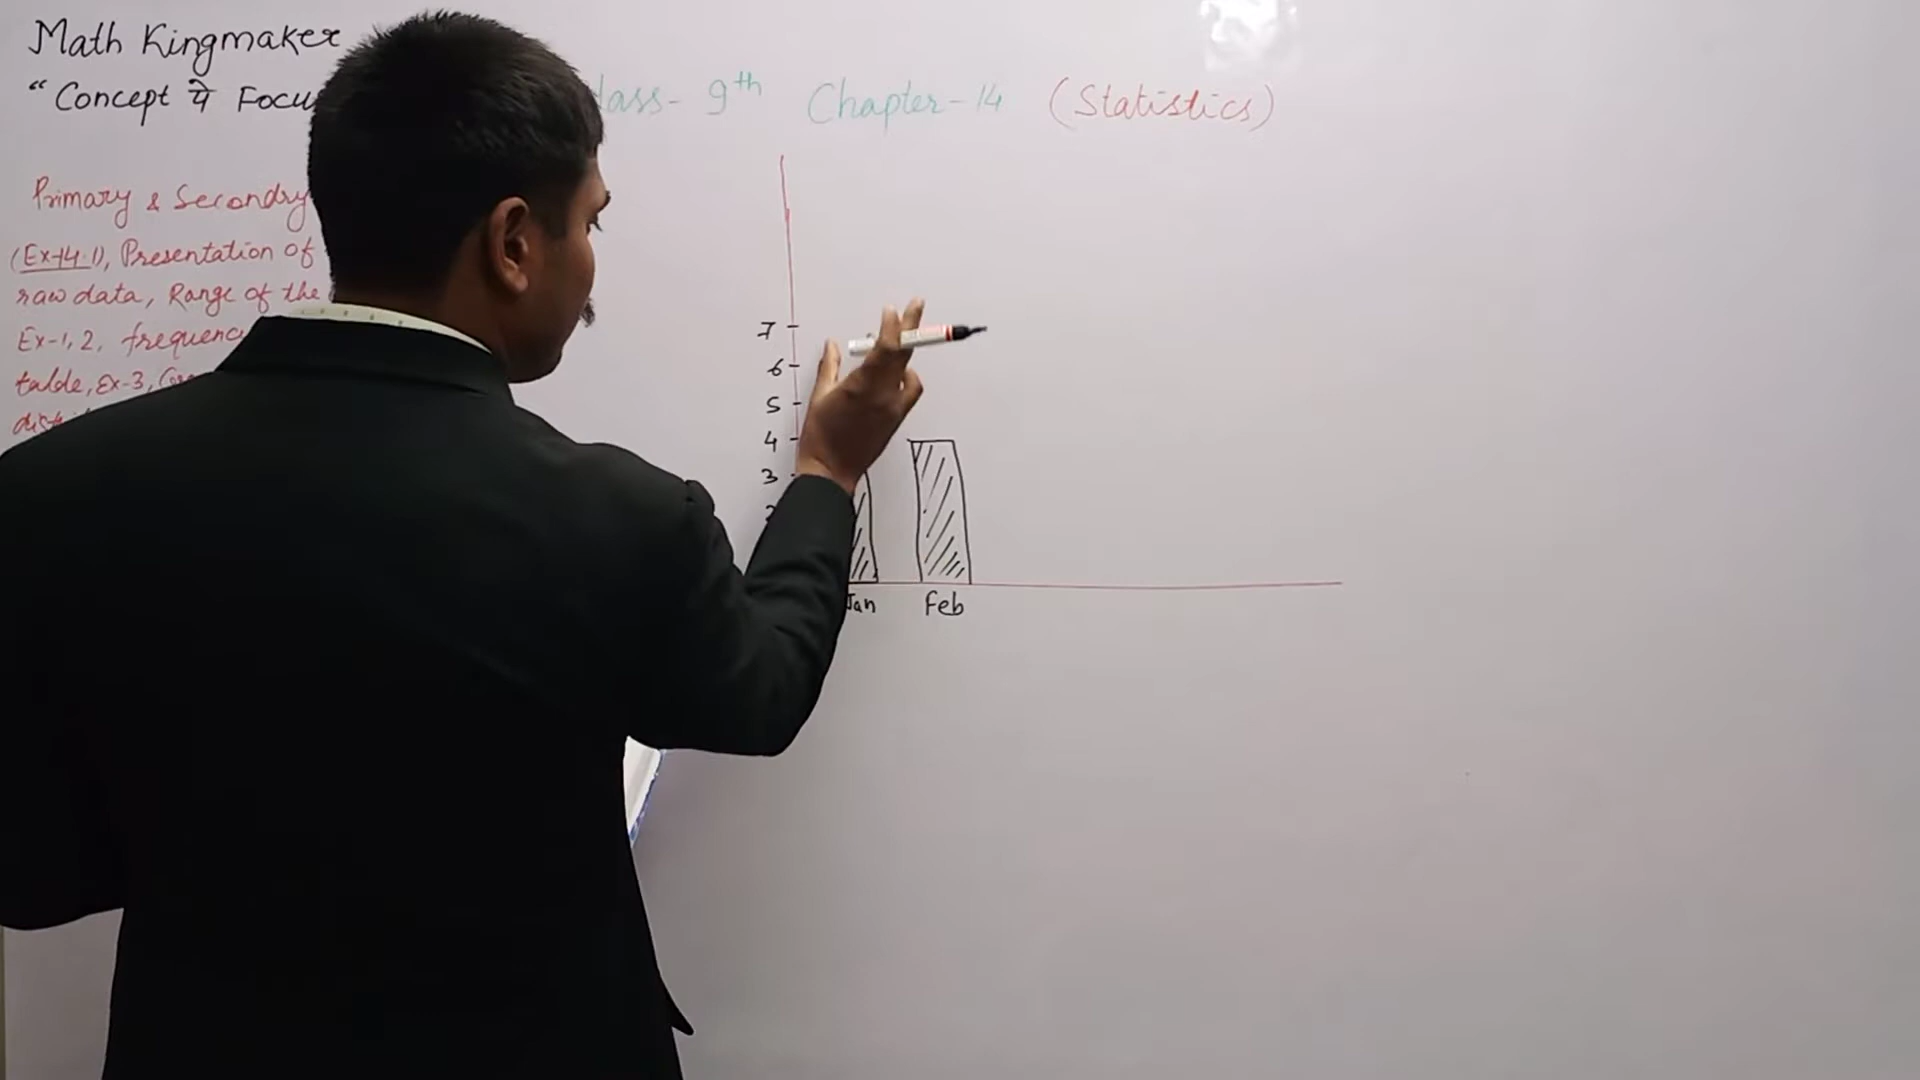 Math Kingmaker
"Concept पे Focu
lass- 9th Chapter-14 (Statistics)
Primary & Secondry
(Ex-14.1), Presentation of
raw data, Range of the
Ex-1,2, frequenc
table, Ex-3,
7
6
5
4
3
Jan Feb